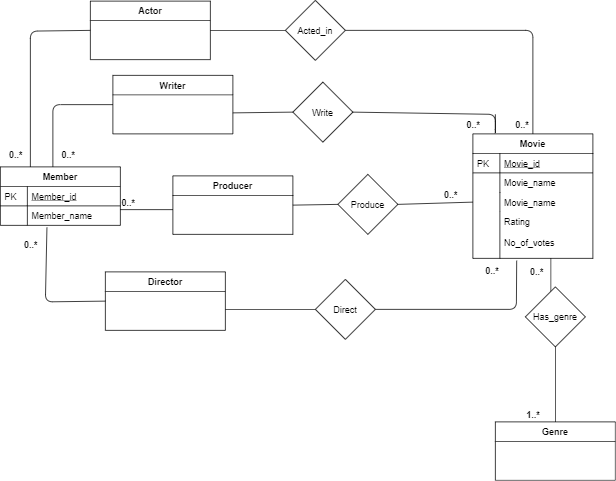 Actor
Acted_in
Writer
Write
0..*
0..*
0..*
0..*
Movie
PK
Movie_id
Movie_name
Movie_name
Rating
No_of_votes
Member
PK
Member_id
Member_name
0..*
Producer
Produce
0..*
0..*
Director
Direct
0..*
0..*
Has_genre
1..*
Genre